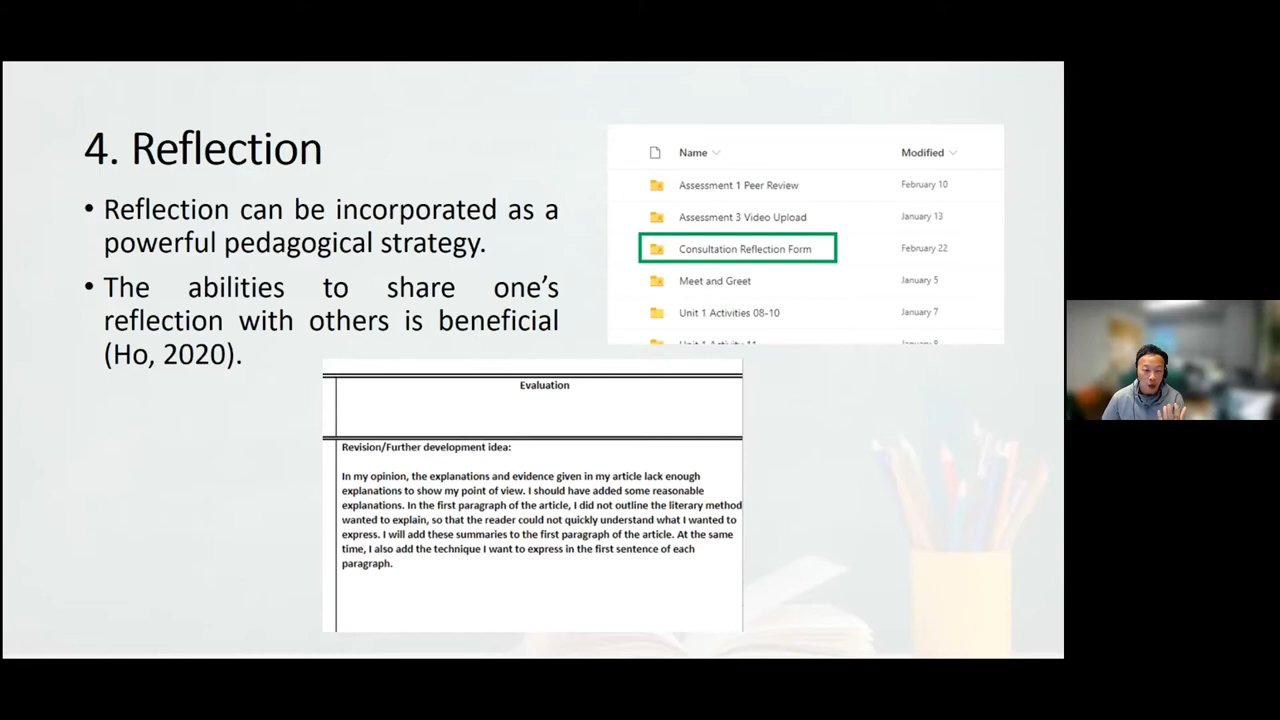 4. Reflection
• Reflection can be incorporated as a
powerful pedagogical strategy.
• The abilities to share one's
reflection with others is beneficial
(Ho, 2020).
Name
Modified
Assessment 1 Peer Review
February 10
Assessment 3 Video Upload
January 13
Consultation Reflection Form
February 22
Meet and Greet
January 5
Unit 1 Activities 08-10
January 7
Evaluation
Revision/Further development idea:
In my opinion, the explanations and evidence given in my article lack enough
explanations to show my point of view. I should have added some reasonable
explanations. In the first paragraph of the article, I did not outline the literary method
wanted to explain, so that the reader could not quickly understand what I wanted to
express. I will add these summaries to the first paragraph of the article. At the same
time, I also add the technique I want to express in the first sentence of each
paragraph.